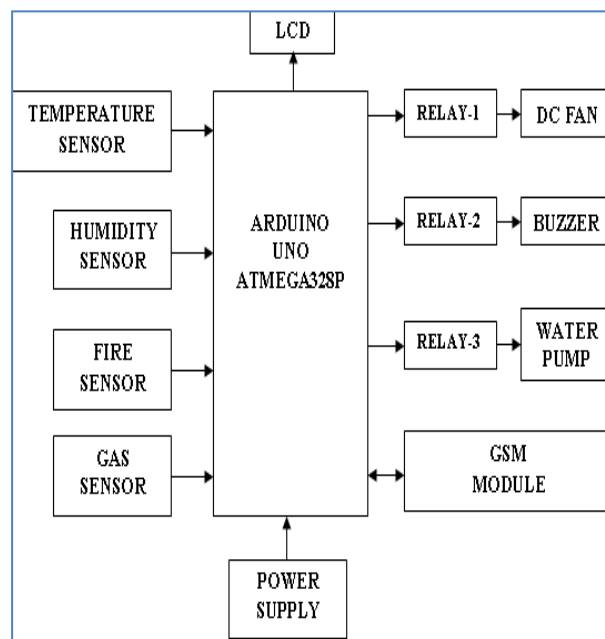 LCD
TEMPERATURE
SENSOR
HUMIDITY
SENSOR
FIRE
SENSOR
GAS
SENSOR
ARDUINO
UNO
ATMEGA328P
RELAY-1
DC FAN
RELAY-2
BUZZER
RELAY-3
WATER
PUMP
GSM
MODULE
POWER
SUPPLY